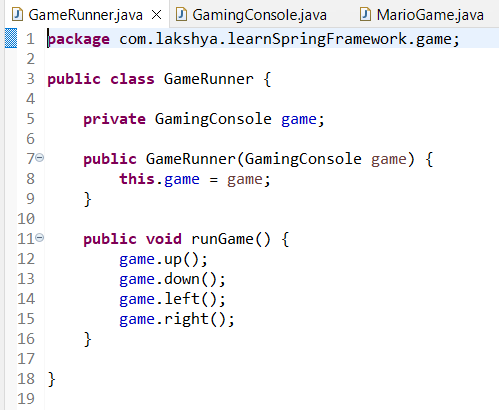 GameRunner.java GamingConsole.java MarioGame.java
1 package com.lakshya.learnSpringFramework.game;
2
3 public class GameRunner {
4
5 private GamingConsole game;
6
7 public GameRunner(GamingConsole game) {
8 this.game = game;
9 }
10
11 public void runGame() {
12 game.up();
13 game.down();
14 game.left();
15 game.right();
16 }
17
18 }
19